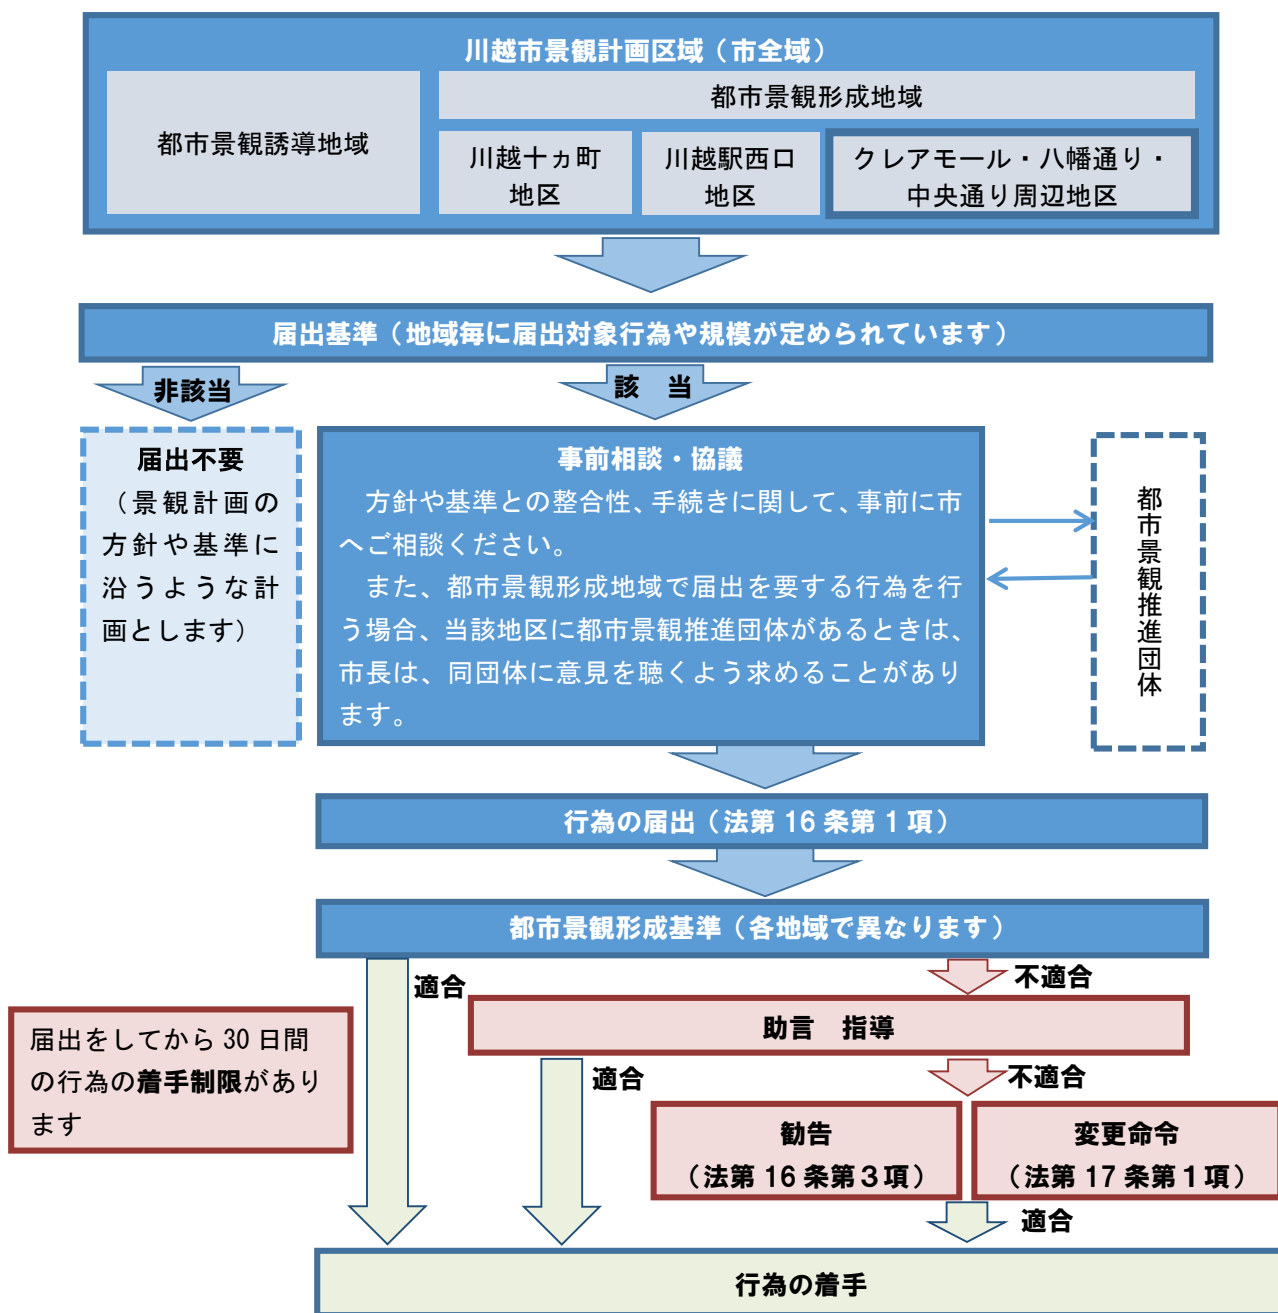 川越市景観計画区域（市全域）
都市景観誘導地域
都市景観形成地域
川越十ヵ町
地区
川越駅西口
地区
クレアモール・八幡通り・
中央通り周辺地区
届出基準（地域毎に届出対象行為や規模が定められています）
非該当
該　当
届出不要
（景観計画の
方針や基準に
沿うような計
画とします）
事前相談・協議
方針や基準との整合性、手続きに関して、事前に市
へご相談ください。
また、都市景観形成地域で届出を要する行為を行
う場合、当該地区に都市景観推進団体があるときは、
市長は、同団体に意見を聴くよう求めることがあり
ます。
都市景観推進団体
行為の届出（法第 16 条第 1 項）
都市景観形成基準（各地域で異なります）
適合
不適合
届出をしてから 30 日間
の行為の着手制限があり
ます
助言　指導
適合
不適合
勧告
（法第 16 条第３項）
変更命令
（法第 17 条第１項）
適合
行為の着手